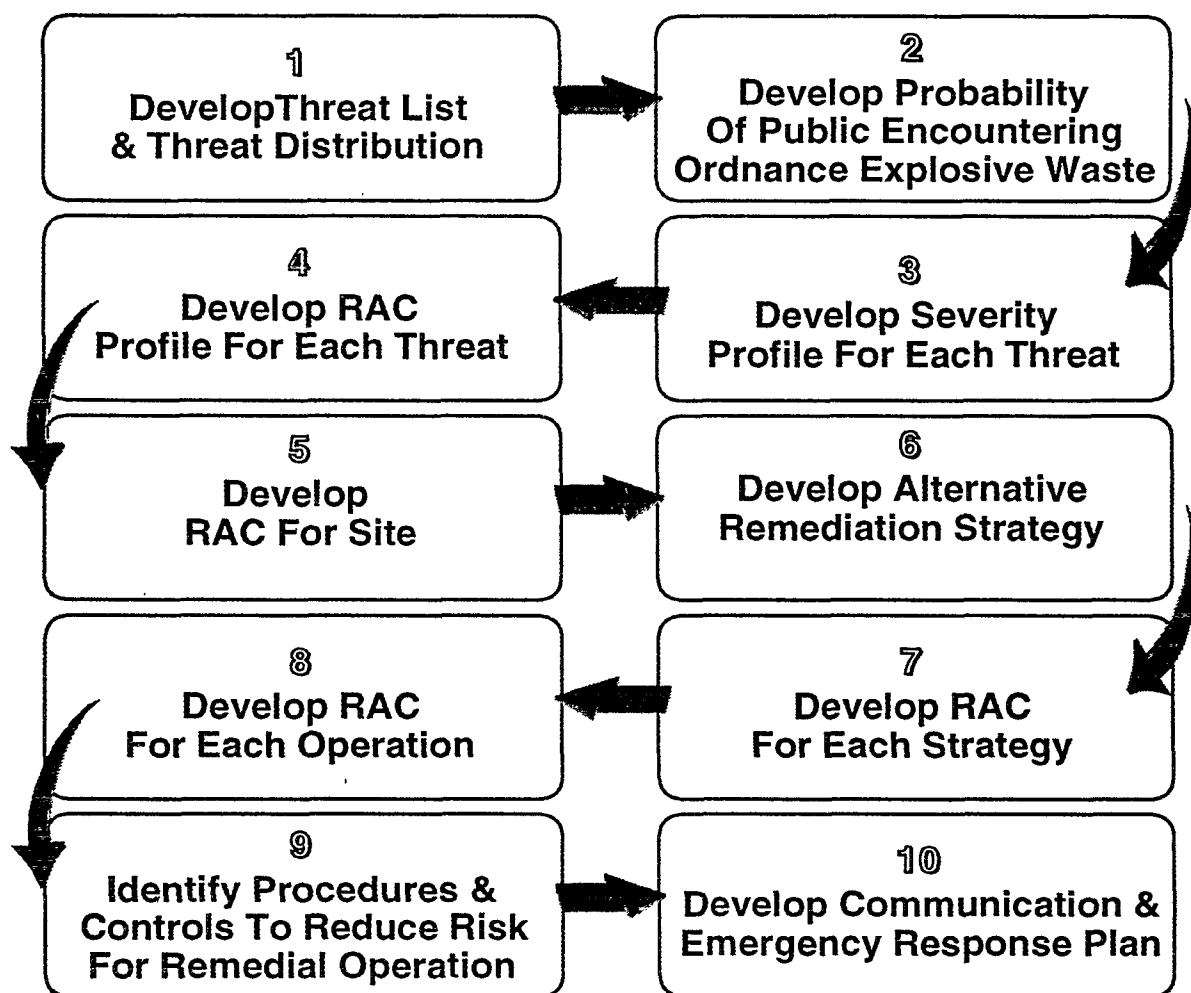 1
DevelopThreat List
& Threat Distribution
2
Develop Probability
Of Public Encountering
Ordnance Explosive Waste
3
Develop Severity
Profile For Each Threat
4
Develop RAC
Profile For Each Threat
5
Develop
RAC For Site
6
Develop Alternative
Remediation Strategy
7
Develop RAC
For Each Strategy
8
Develop RAC
For Each Operation
9
Identify Procedures &
Controls To Reduce Risk
For Remedial Operation
10
Develop Communication &
Emergency Response Plan